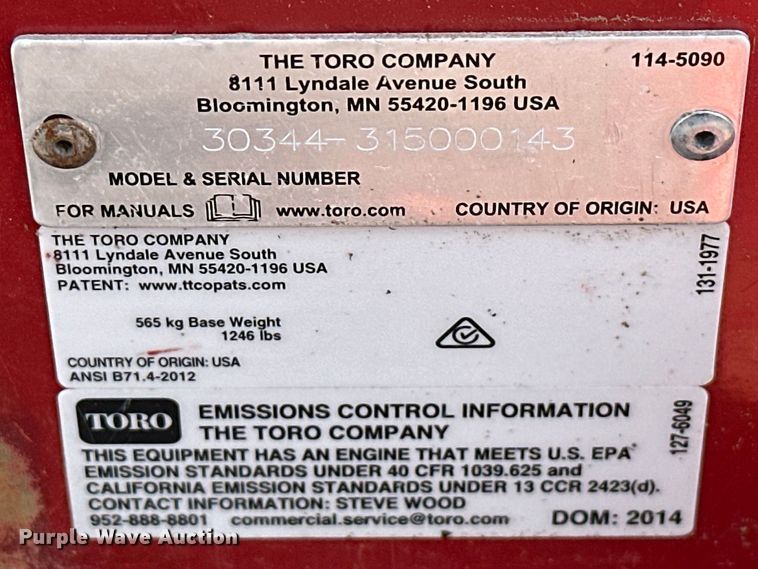 THE TORO COMPANY 114-5090
8111 Lyndale Avenue South
Bloomington, MN 55420-1196 USA
30344-315000143
MODEL & SERIAL NUMBER
FOR MANUALS www.toro.com COUNTRY OF ORIGIN: USA
THE TORO COMPANY
8111 Lyndale Avenue South
Bloomington, MN 55420-1196 USA
PATENT: www.ttcopats.com
565 kg Base Weight
1246 lbs
COUNTRY OF ORIGIN: USA
ANSI B71.4-2012
131-1977
TORO EMISSIONS CONTROL INFORMATION
THE TORO COMPANY
THIS EQUIPMENT HAS AN ENGINE THAT MEETS U.S. EPA
EMISSION STANDARDS UNDER 40 CFR 1039.625 and
CALIFORNIA EMISSION STANDARDS UNDER 13 CCR 2423(d).
CONTACT INFORMATION: STEVE WOOD
952-888-8801 commercial.service@toro.com DOM: 2014
127-6049
Purple Wave Auction